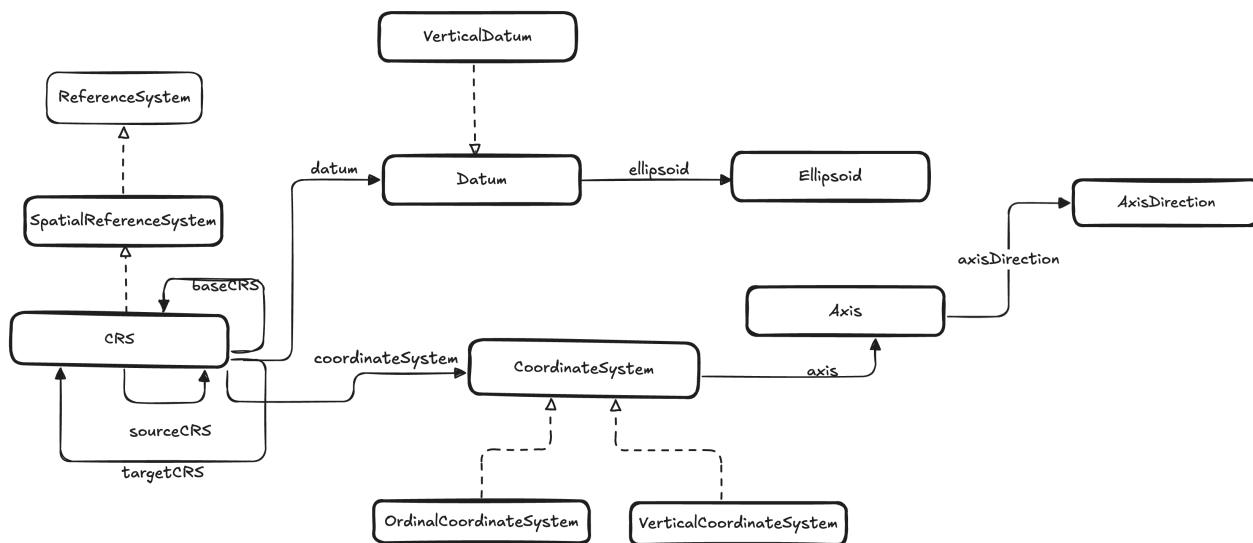 VerticalDatum
ReferenceSystem
datum
Datum
ellipsoid
Ellipsoid
AxisDirection
SpatialReferenceSystem
axisDirection
baseCRS
Axis
CRS
coordinateSystem
CoordinateSystem
axis
sourceCRS
targetCRS
OrdinalCoordinateSystem
VerticalCoordinateSystem